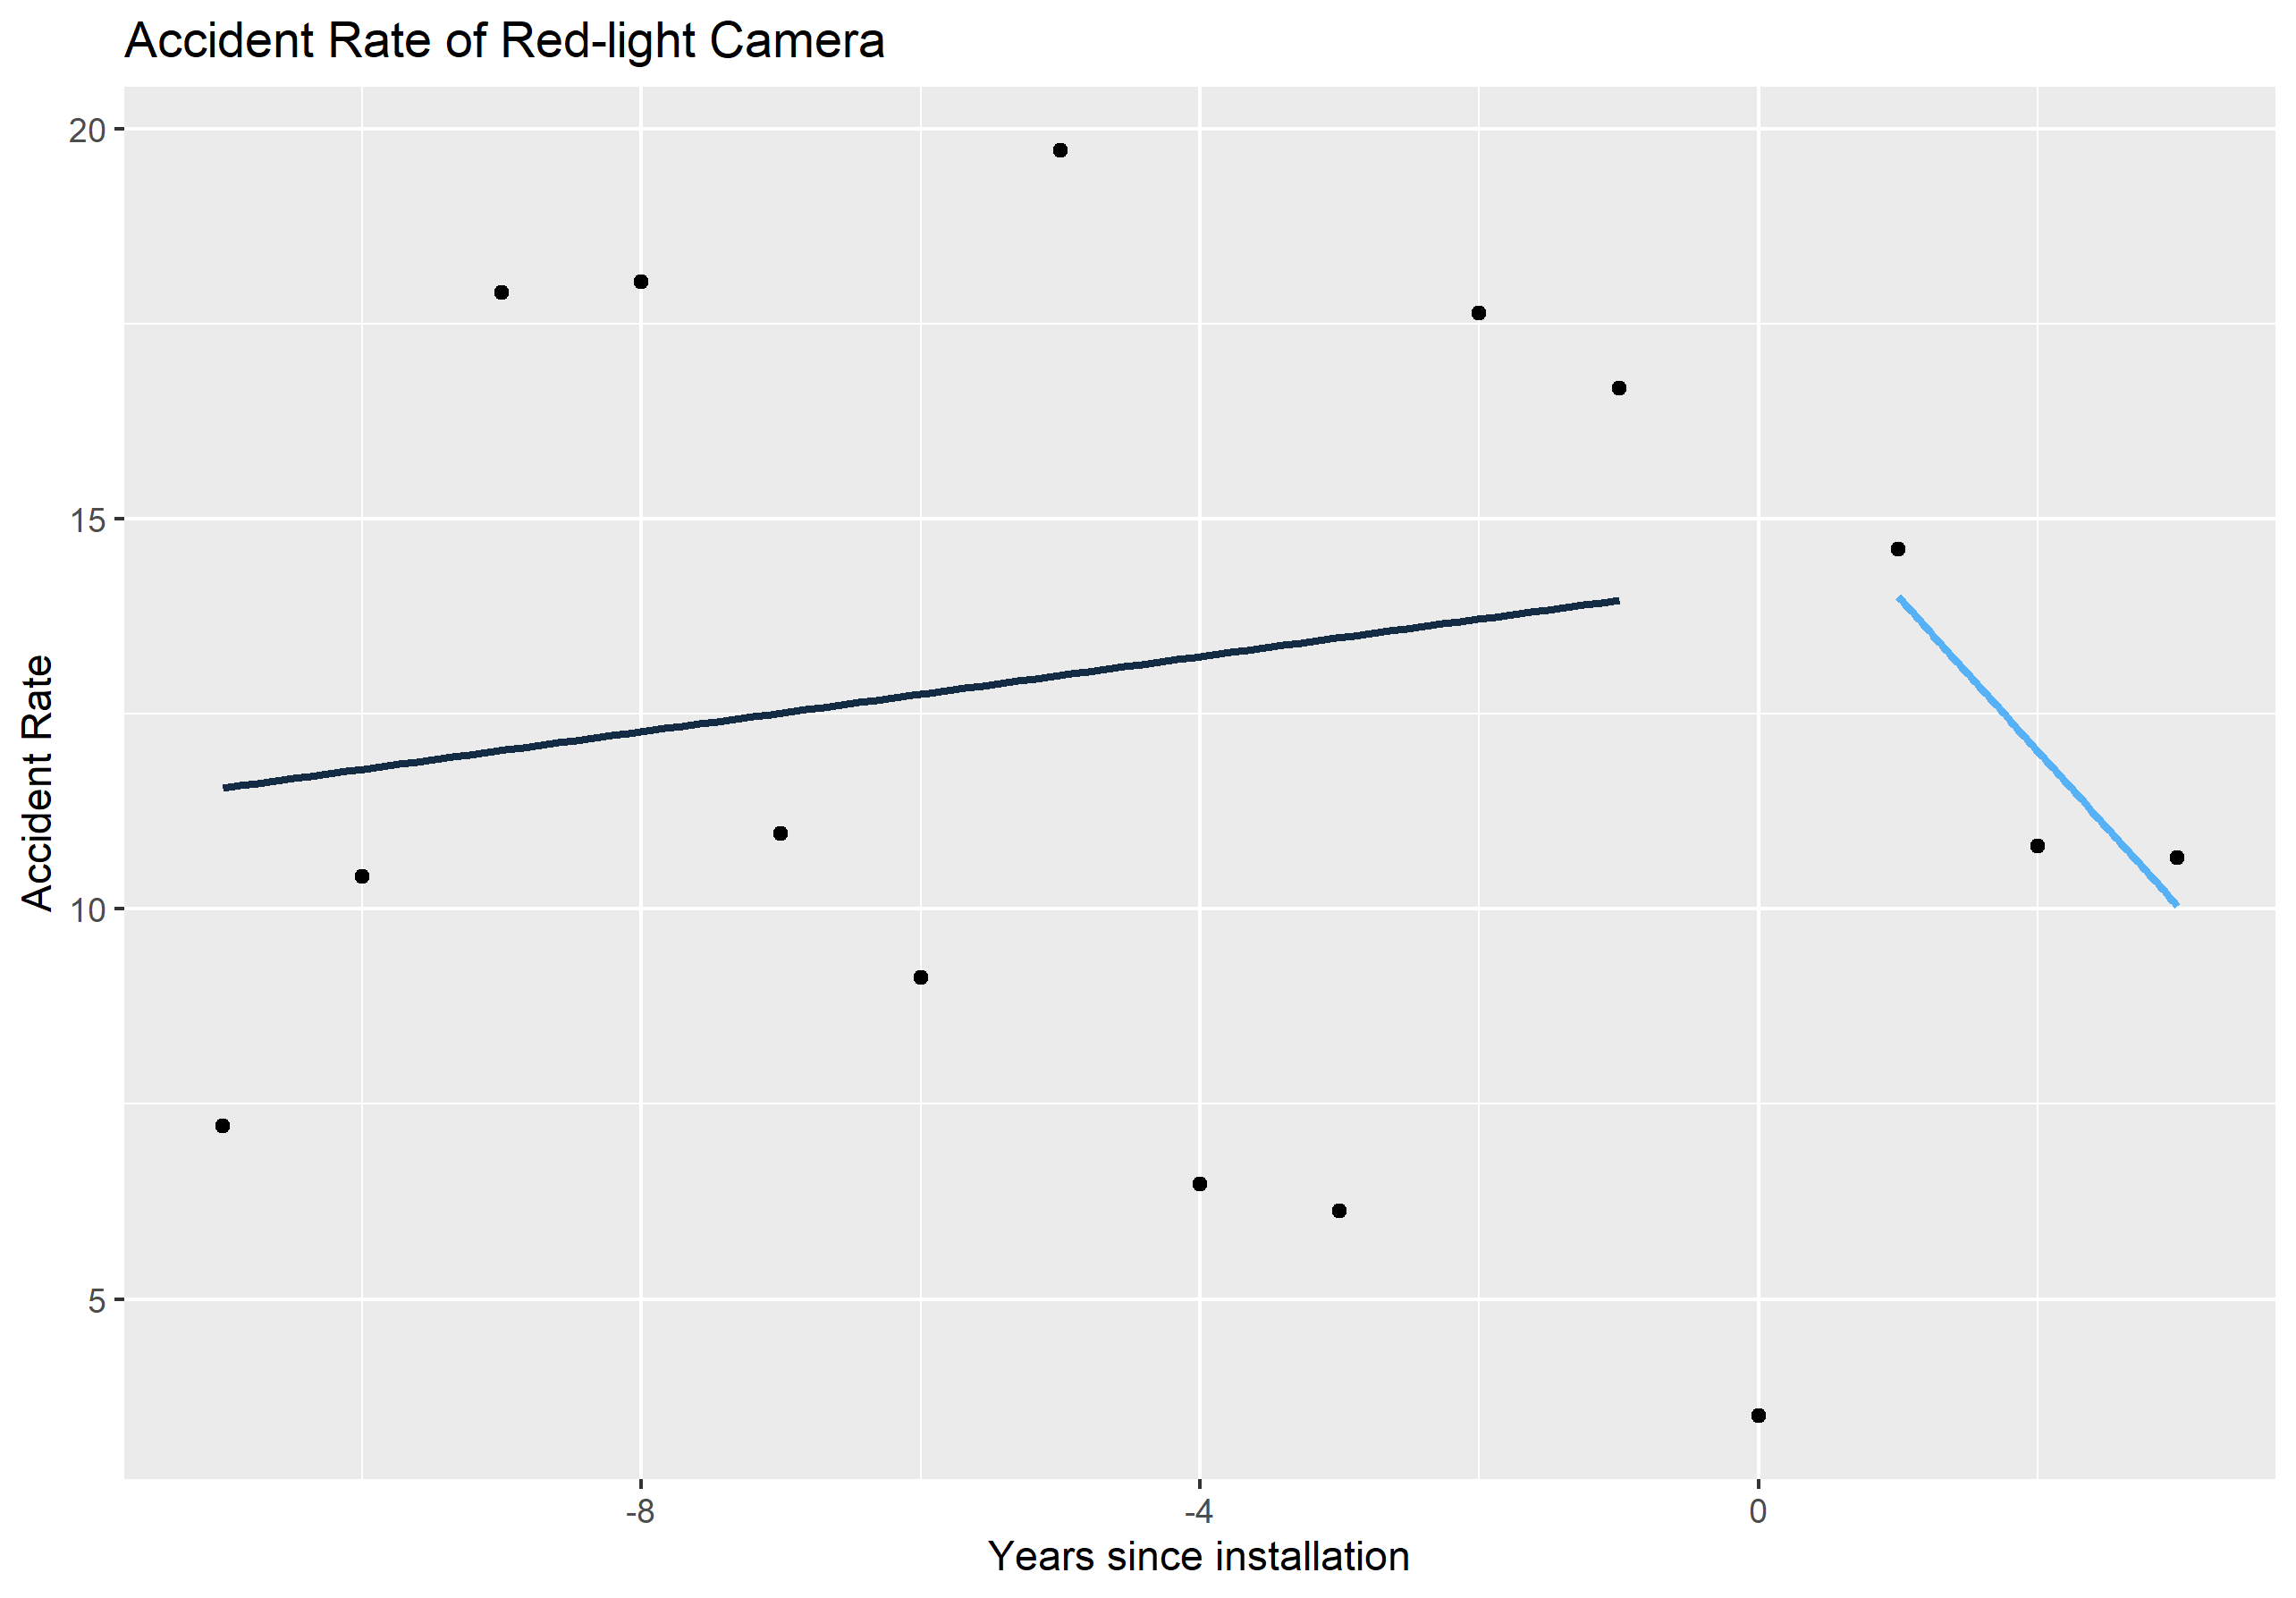 Accident Rate of Red-light Camera
20
15
10
5
Accident Rate
-8
-4
0
Years since installation